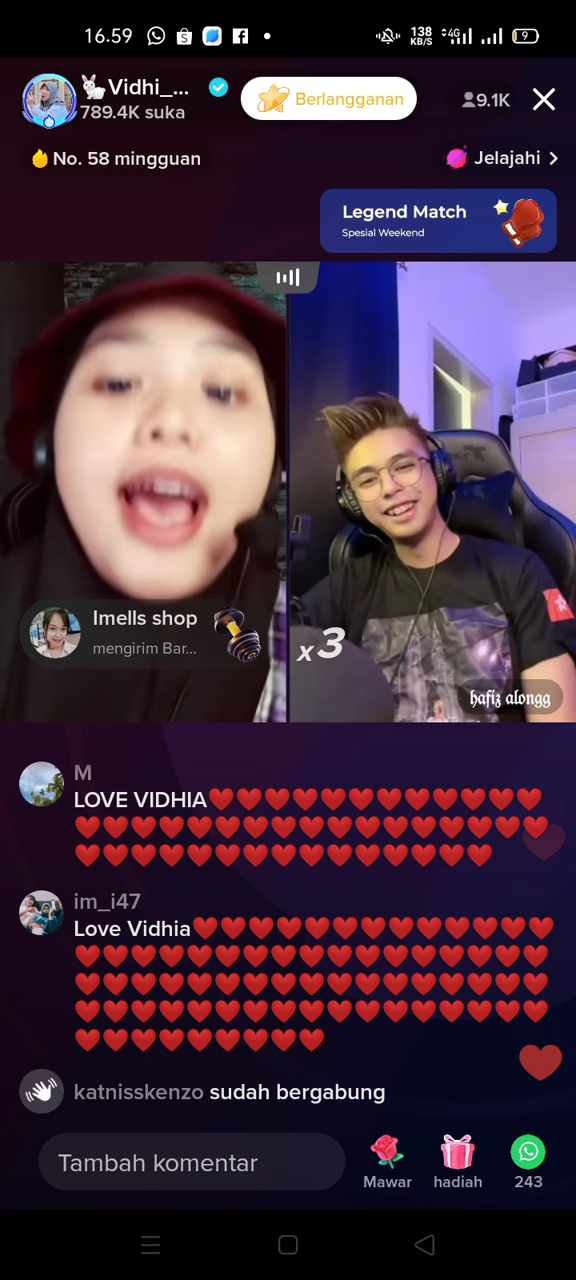 16.59
138
KB/S
4G
9
🐇Vidhi_...
789.4K suka
Berlangganan
9.1K
No. 58 mingguan
Jelajahi
Legend Match
Spesial Weekend
Imells shop
mengirim Bar...
x3
hafiz alongg
M
LOVE VIDHIA❤️❤️❤️❤️❤️❤️❤️❤️❤️❤️❤️❤️
❤️❤️❤️❤️❤️❤️❤️❤️❤️❤️❤️❤️❤️❤️❤️❤️❤️
❤️❤️❤️❤️❤️❤️❤️❤️❤️❤️❤️❤️❤️❤️❤️
im_i47
Love Vidhia❤️❤️❤️❤️❤️❤️❤️❤️❤️❤️❤️❤️❤️
❤️❤️❤️❤️❤️❤️❤️❤️❤️❤️❤️❤️❤️❤️❤️❤️❤️
❤️❤️❤️❤️❤️❤️❤️❤️❤️❤️❤️❤️❤️❤️❤️❤️❤️
❤️❤️❤️❤️❤️❤️❤️❤️❤️❤️❤️❤️❤️❤️❤️❤️❤️
❤️❤️❤️❤️❤️❤️❤️❤️❤️
katnisskenzo sudah bergabung
Tambah komentar
Mawar
hadiah
243